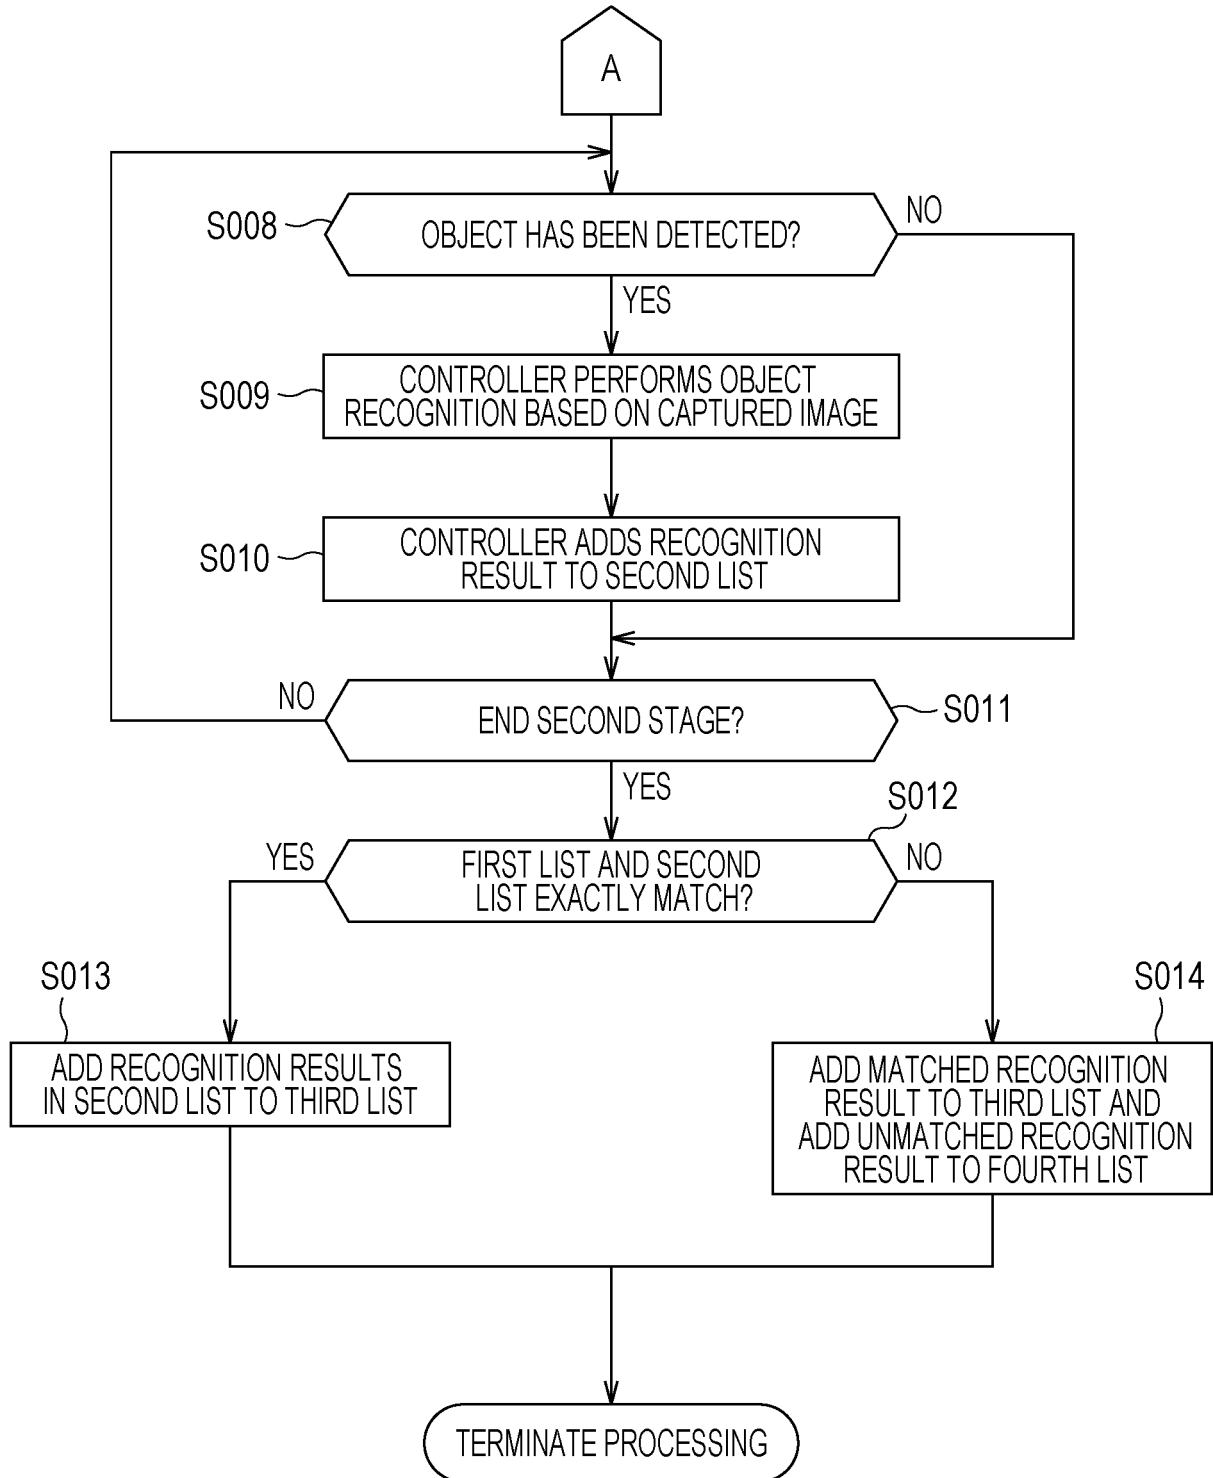 A
S008
OBJECT HAS BEEN DETECTED?
NO
YES
S009
CONTROLLER PERFORMS OBJECT
RECOGNITION BASED ON CAPTURED IMAGE
S010
CONTROLLER ADDS RECOGNITION
RESULT TO SECOND LIST
NO
END SECOND STAGE?
S011
YES
S012
YES
FIRST LIST AND SECOND
LIST EXACTLY MATCH?
NO
S013
ADD RECOGNITION RESULTS
IN SECOND LIST TO THIRD LIST
S014
ADD MATCHED RECOGNITION
RESULT TO THIRD LIST AND
ADD UNMATCHED RECOGNITION
RESULT TO FOURTH LIST
TERMINATE PROCESSING